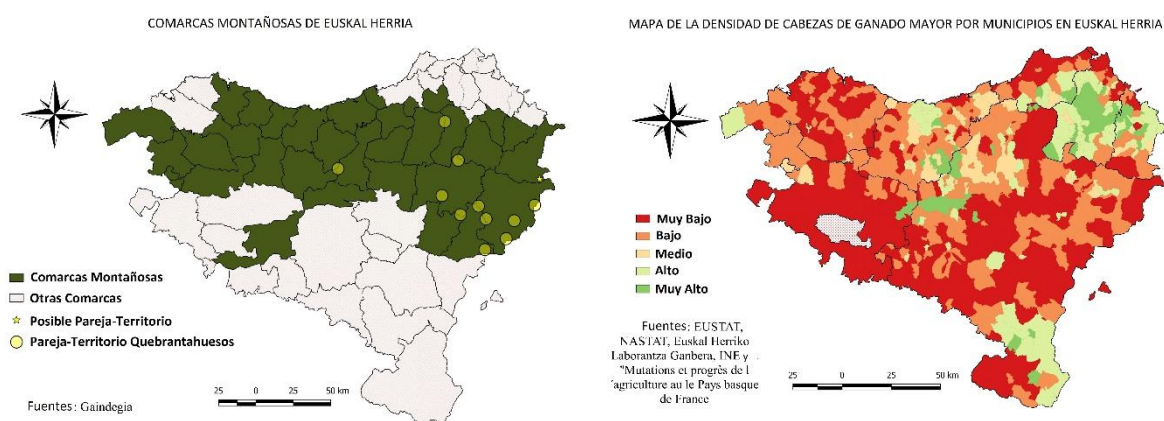 COMARCAS MONTAÑOSAS DE EUSKAL HERRIA
Comarcas Montañosas
Otras Comarcas
Posible Pareja-Territorio
Pareja-Territorio Quebrantahuesos
Fuentes: Gaindegia
25 0 25 50 km
MAPA DE LA DENSIDAD DE CABEZAS DE GANADO MAYOR POR MUNICIPIOS EN EUSKAL HERRIA
Muy Bajo
Bajo
Medio
Alto
Muy Alto
Fuentes: EUSTAT,
NASTAT, Euskal Herriko
Laborantza Ganbera, INE y
"Mutations et progrès de l
'agriculture au le Pays basque
de France
25 0 25 50 km